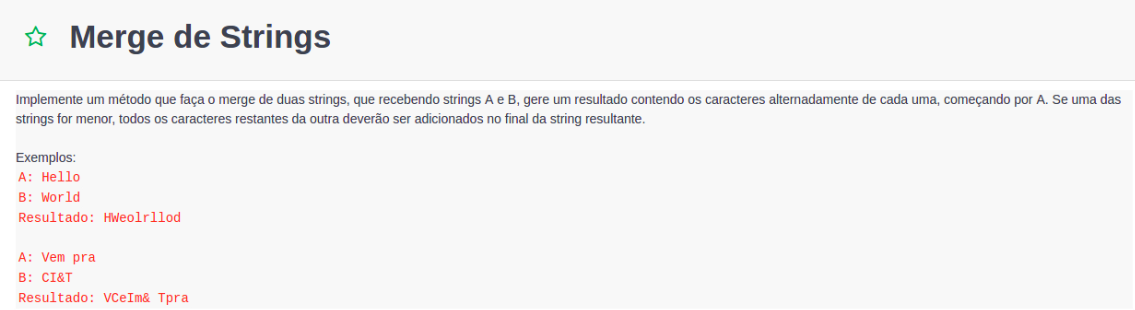 Merge de Strings
Implemente um método que faça o merge de duas strings, que recebendo strings A e B, gere um resultado contendo os caracteres alternadamente de cada uma, começando por A. Se uma das
strings for menor, todos os caracteres restantes da outra deverão ser adicionados no final da string resultante.
Exemplos:
A: Hello
B: World
Resultado: HWeolrllod
A: Vem pra
B: CI&T
Resultado: VCeIm& Tpra